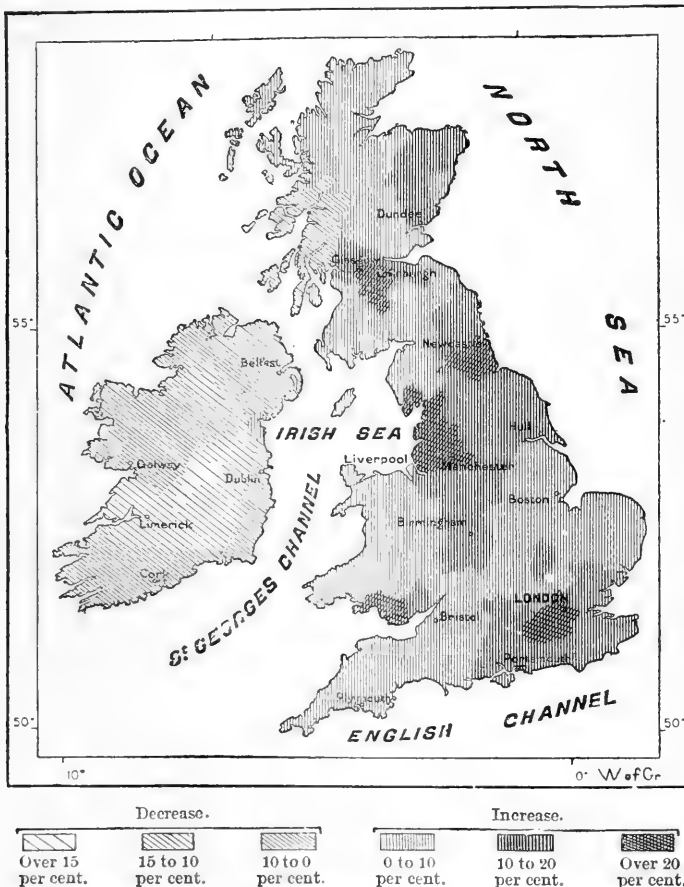 ATLANTIC OCEAN
NORTH SEA
Dundee
Edinburgh
55°
55°
Newcastle
Belfast
IRISH SEA
Hull
Galway
Dublin
Liverpool
Manchester
Boston
Limerick
Birmingham
ST GEORGES CHANNEL
Cork
LONDON
Bristol
Portsmouth
Plymouth
50°
50°
ENGLISH CHANNEL
10°
0° W of Gr
Decrease.
Increase.
Over 15 per cent.
15 to 10 per cent.
10 to 0 per cent.
0 to 10 per cent.
10 to 20 per cent.
Over 20 per cent.